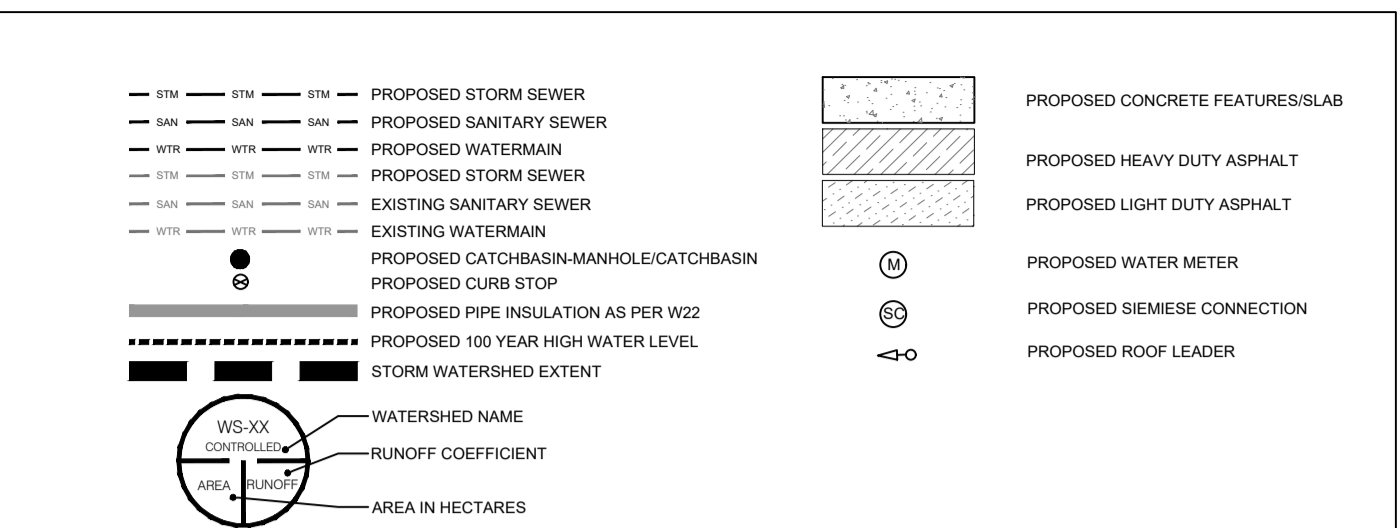 STM STM STM PROPOSED STORM SEWER
SAN SAN SAN PROPOSED SANITARY SEWER
WTR WTR WTR PROPOSED WATERMAIN
STM STM STM PROPOSED STORM SEWER
SAN SAN SAN EXISTING SANITARY SEWER
WTR WTR WTR EXISTING WATERMAIN
PROPOSED CATCHBASIN-MANHOLE/CATCHBASIN
PROPOSED CURB STOP
PROPOSED PIPE INSULATION AS PER W22
PROPOSED 100 YEAR HIGH WATER LEVEL
STORM WATERSHED EXTENT
WS-XX
CONTROLLED
AREA RUNOFF
WATERSHED NAME
RUNOFF COEFFICIENT
AREA IN HECTARES
PROPOSED CONCRETE FEATURES/SLAB
PROPOSED HEAVY DUTY ASPHALT
PROPOSED LIGHT DUTY ASPHALT
M PROPOSED WATER METER
SC PROPOSED SIEMIESE CONNECTION
PROPOSED ROOF LEADER